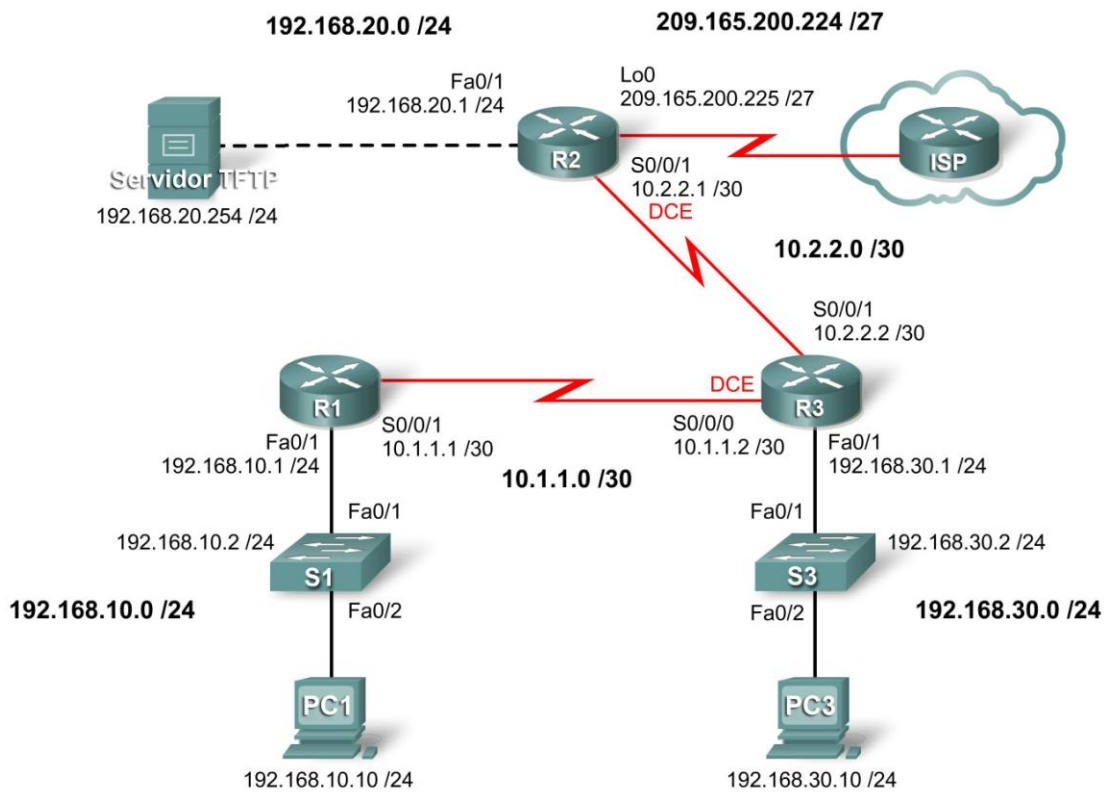 192.168.20.0 /24
209.165.200.224 /27
Fa0/1
192.168.20.1 /24
Lo0
209.165.200.225 /27
R2
ISP
Servidor TFTP
192.168.20.254 /24
S0/0/1
10.2.2.1 /30
DCE
10.2.2.0 /30
S0/0/1
10.2.2.2 /30
R1
DCE
R3
Fa0/1
192.168.10.1 /24
S0/0/1
10.1.1.1 /30
S0/0/0
10.1.1.2 /30
Fa0/1
192.168.30.1 /24
10.1.1.0 /30
Fa0/1
192.168.10.2 /24
S1
Fa0/1
192.168.30.2 /24
S3
192.168.10.0 /24
Fa0/2
Fa0/2
192.168.30.0 /24
PC1
192.168.10.10 /24
PC3
192.168.30.10 /24